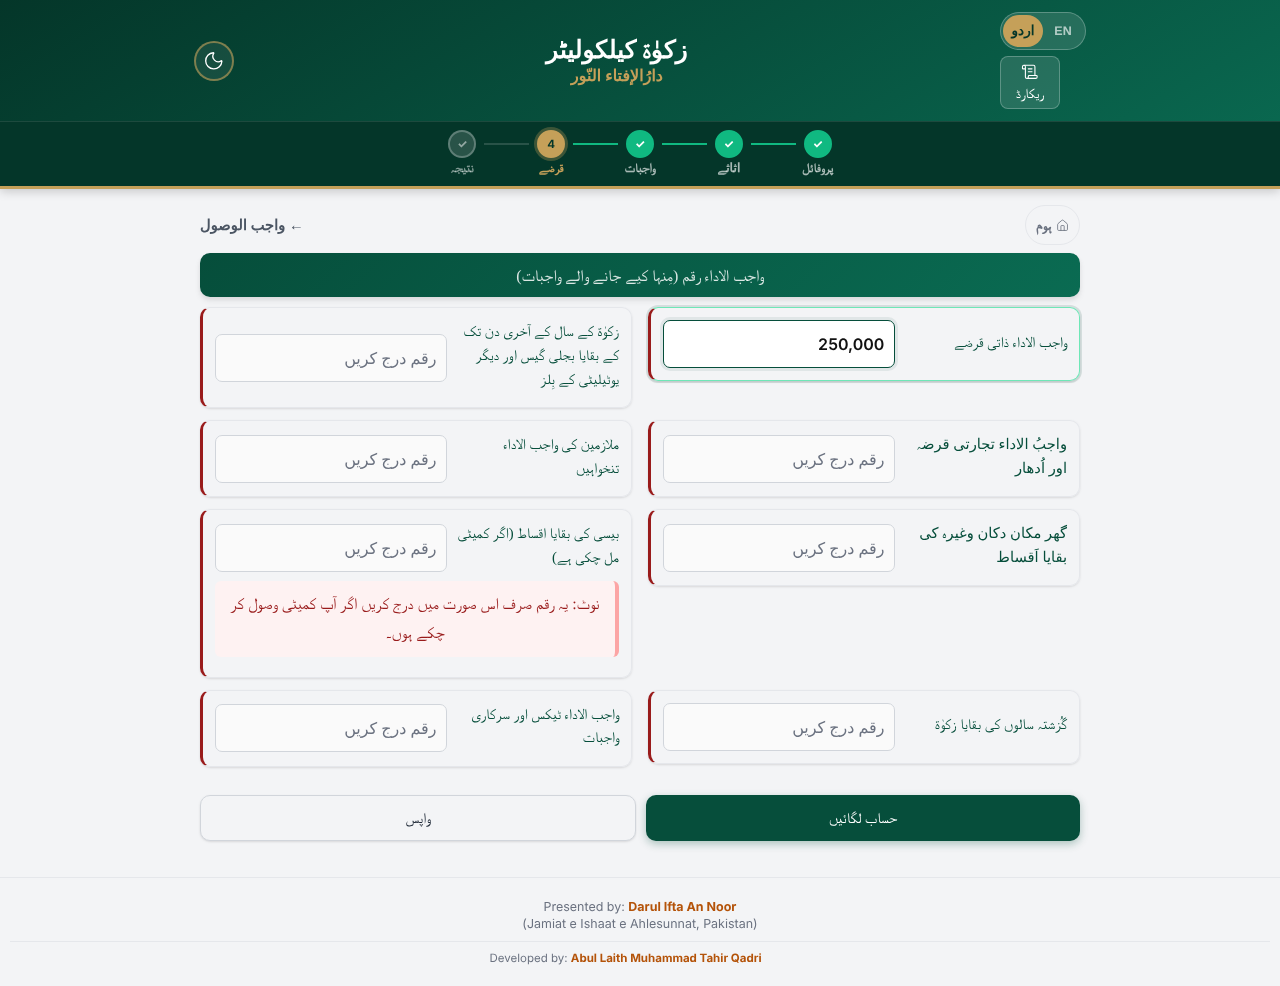 اردو
EN
ریکارڈ
زکوٰۃ کیلکولیٹر
دارُالإفتاء النّور
پروفائل
اثاثے
واجبات
4
قرضے
نتیجہ
ہوم
← واجب الوصول
واجب الاداء رقم (مِنہا کیے جانے والے واجبات)
واجب الاداء ذاتی قرضے
250,000
زکوٰۃ کے سال کے آخری دن تک
کے بقایا بجلی گیس اور دیگر
یوٹیلیٹی کے بِلز
رقم درج کریں
واجبُ الاداء تجارتی قرضہ
اور اُدھار
رقم درج کریں
ملازمین کی واجب الاداء
تنخواہیں
رقم درج کریں
گھر مکان دکان وغیرہ کی
بقایا اَقساط
رقم درج کریں
بیسی کی بقایا اقساط (اگر کمیٹی
مل چکی ہے)
رقم درج کریں
نوٹ: یہ رقم صرف اس صورت میں درج کریں اگر آپ کمیٹی وصول کر
چکے ہوں۔
گُزشتہ سالوں کی بقایا زکوٰۃ
رقم درج کریں
واجب الاداء ٹیکس اور سرکاری
واجبات
رقم درج کریں
حساب لگائیں
واپس
Presented by: Darul Ifta An Noor
(Jamiat e Ishaat e Ahlesunnat, Pakistan)
Developed by: Abul Laith Muhammad Tahir Qadri